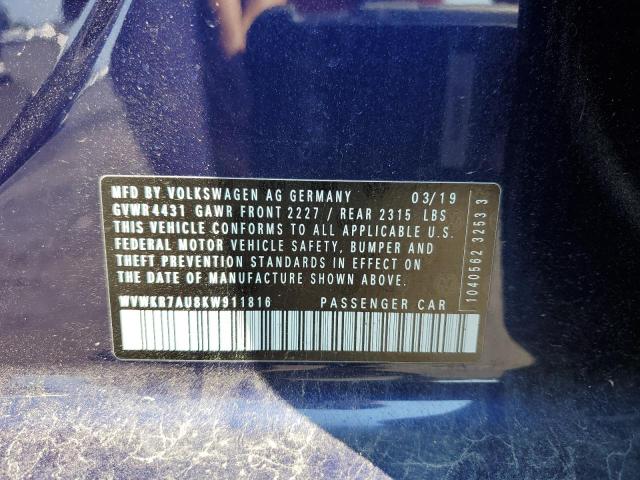 MFD BY VOLKSWAGEN AG GERMANY 03/19
GVWR4431 GAWR FRONT 2227 / REAR 2315 LBS
THIS VEHICLE CONFORMS TO ALL APPLICABLE U.S.
FEDERAL MOTOR VEHICLE SAFETY, BUMPER AND
THEFT PREVENTION STANDARDS IN EFFECT ON
THE DATE OF MANUFACTURE SHOWN ABOVE.
WVWKR7AU8KW911816 PASSENGER CAR
1040562 3253 3